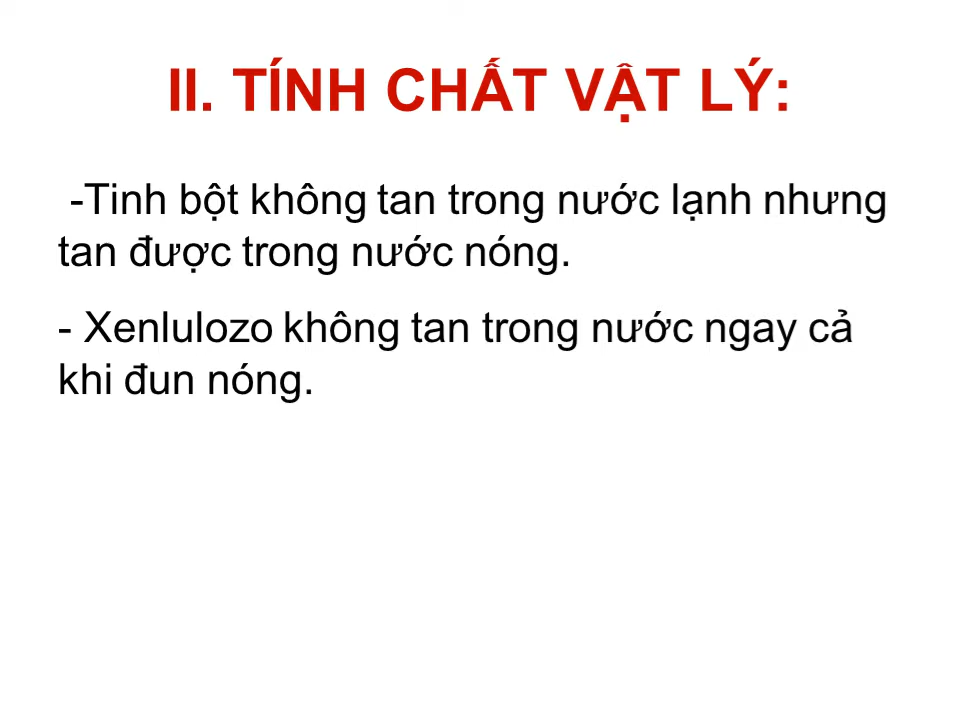 II. TÍNH CHẤT VẬT LÝ:
-Tinh bột không tan trong nước lạnh nhưng
tan được trong nước nóng.
- Xenlulozo không tan trong nước ngay cả
khi đun nóng.